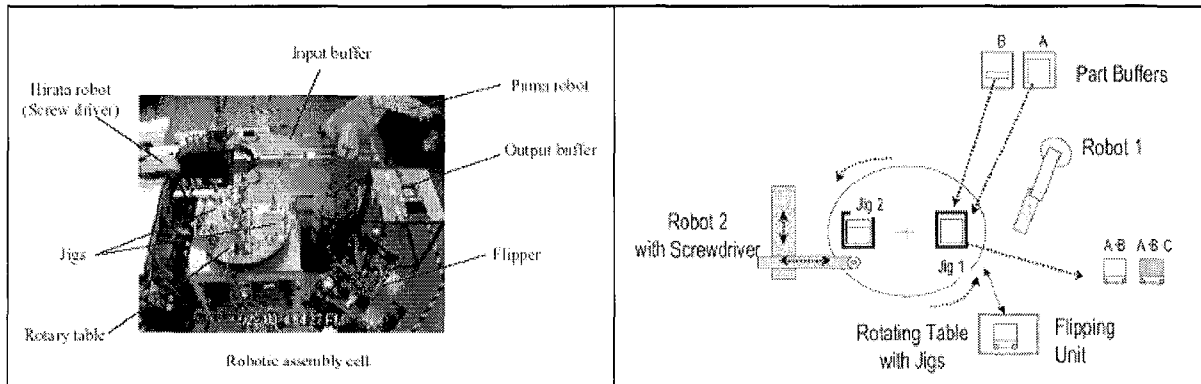 Input buffer
Hirata robot
(Screw driver)
Puma robot
Output buffer
Jigs
Flipper
Rotary table
Robotic assembly cell
B A
Part Buffers
Robot 1
Jig 2
Robot 2
with Screwdriver
Jig 1
A·B A·B C
Rotating Table
with Jigs
Flipping
Unit